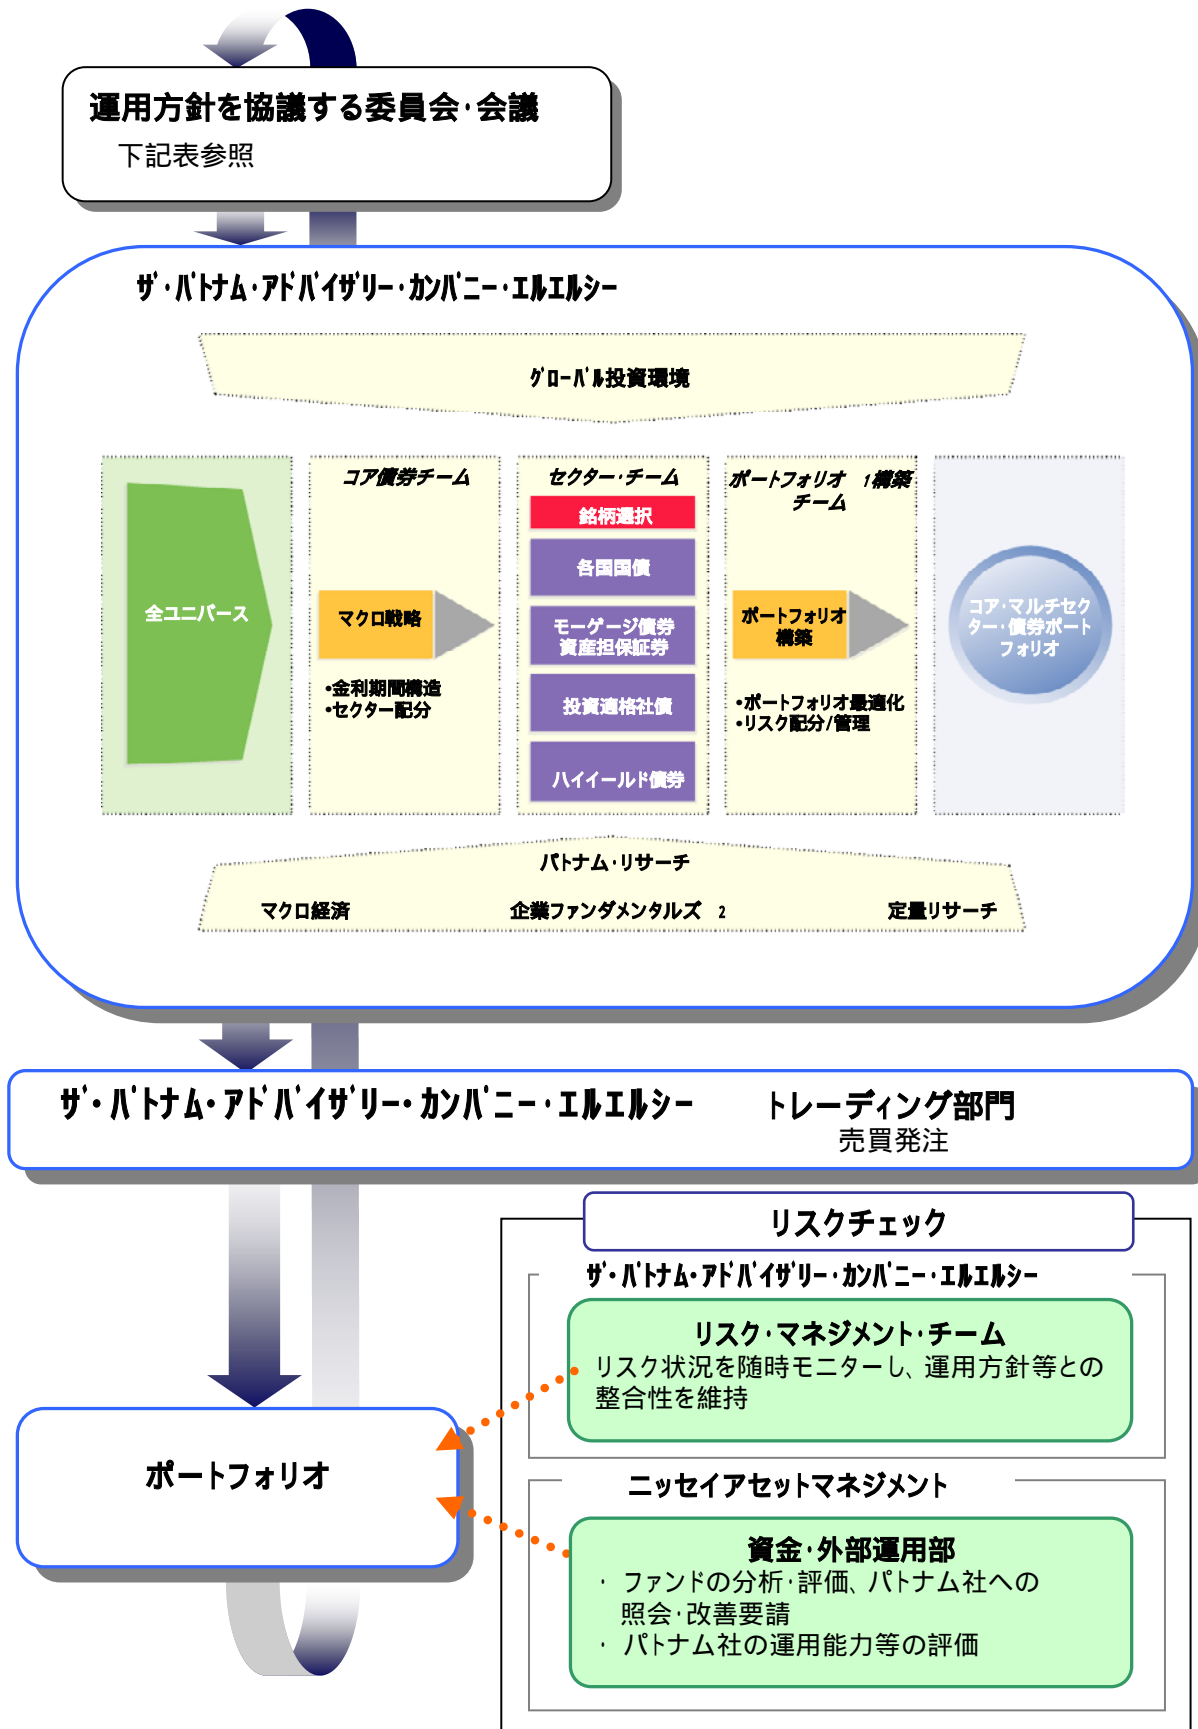 運用方針を協議する委員会・会議
下記表参照
ザ・パトナム・アドバイザリー・カンパニー・エルエルシー
グローバル投資環境
全ユニバース
コア債券チーム
マクロ戦略
・金利期間構造
・セクター配分
セクター・チーム
銘柄選択
各国国債
モーゲージ債券
資産担保証券
投資適格社債
ハイイールド債券
ポートフォリオ 1構築
チーム
ポートフォリオ
構築
・ポートフォリオ最適化
・リスク配分/管理
コア・マルチセク
ター・債券ポート
フォリオ
パトナム・リサーチ
マクロ経済 企業ファンダメンタルズ 2 定量リサーチ
ザ・パトナム・アドバイザリー・カンパニー・エルエルシー トレーディング部門
売買発注
リスクチェック
ザ・パトナム・アドバイザリー・カンパニー・エルエルシー
リスク・マネジメント・チーム
リスク状況を随時モニターし、運用方針等との
整合性を維持
ポートフォリオ
ニッセイアセットマネジメント
資金・外部運用部
・ ファンドの分析・評価、パトナム社への
照会・改善要請
・ パトナム社の運用能力等の評価